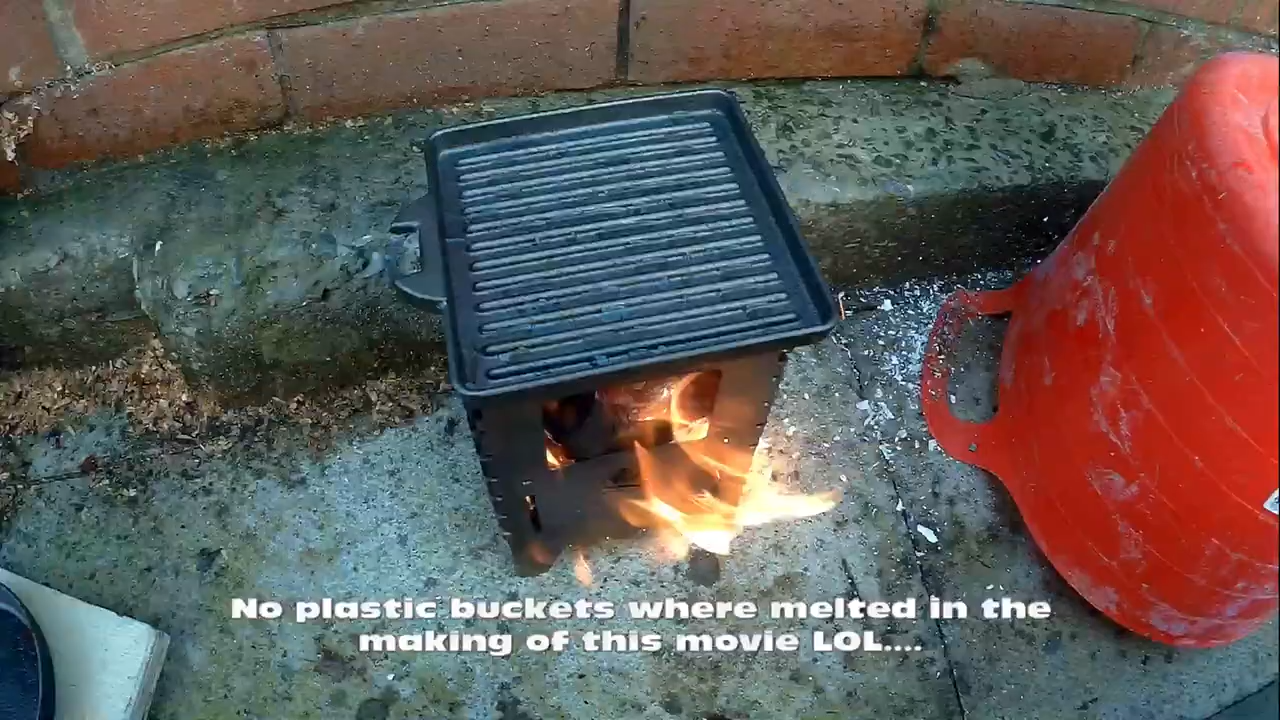 No plastic buckets where melted in the
making of this movie LOL....